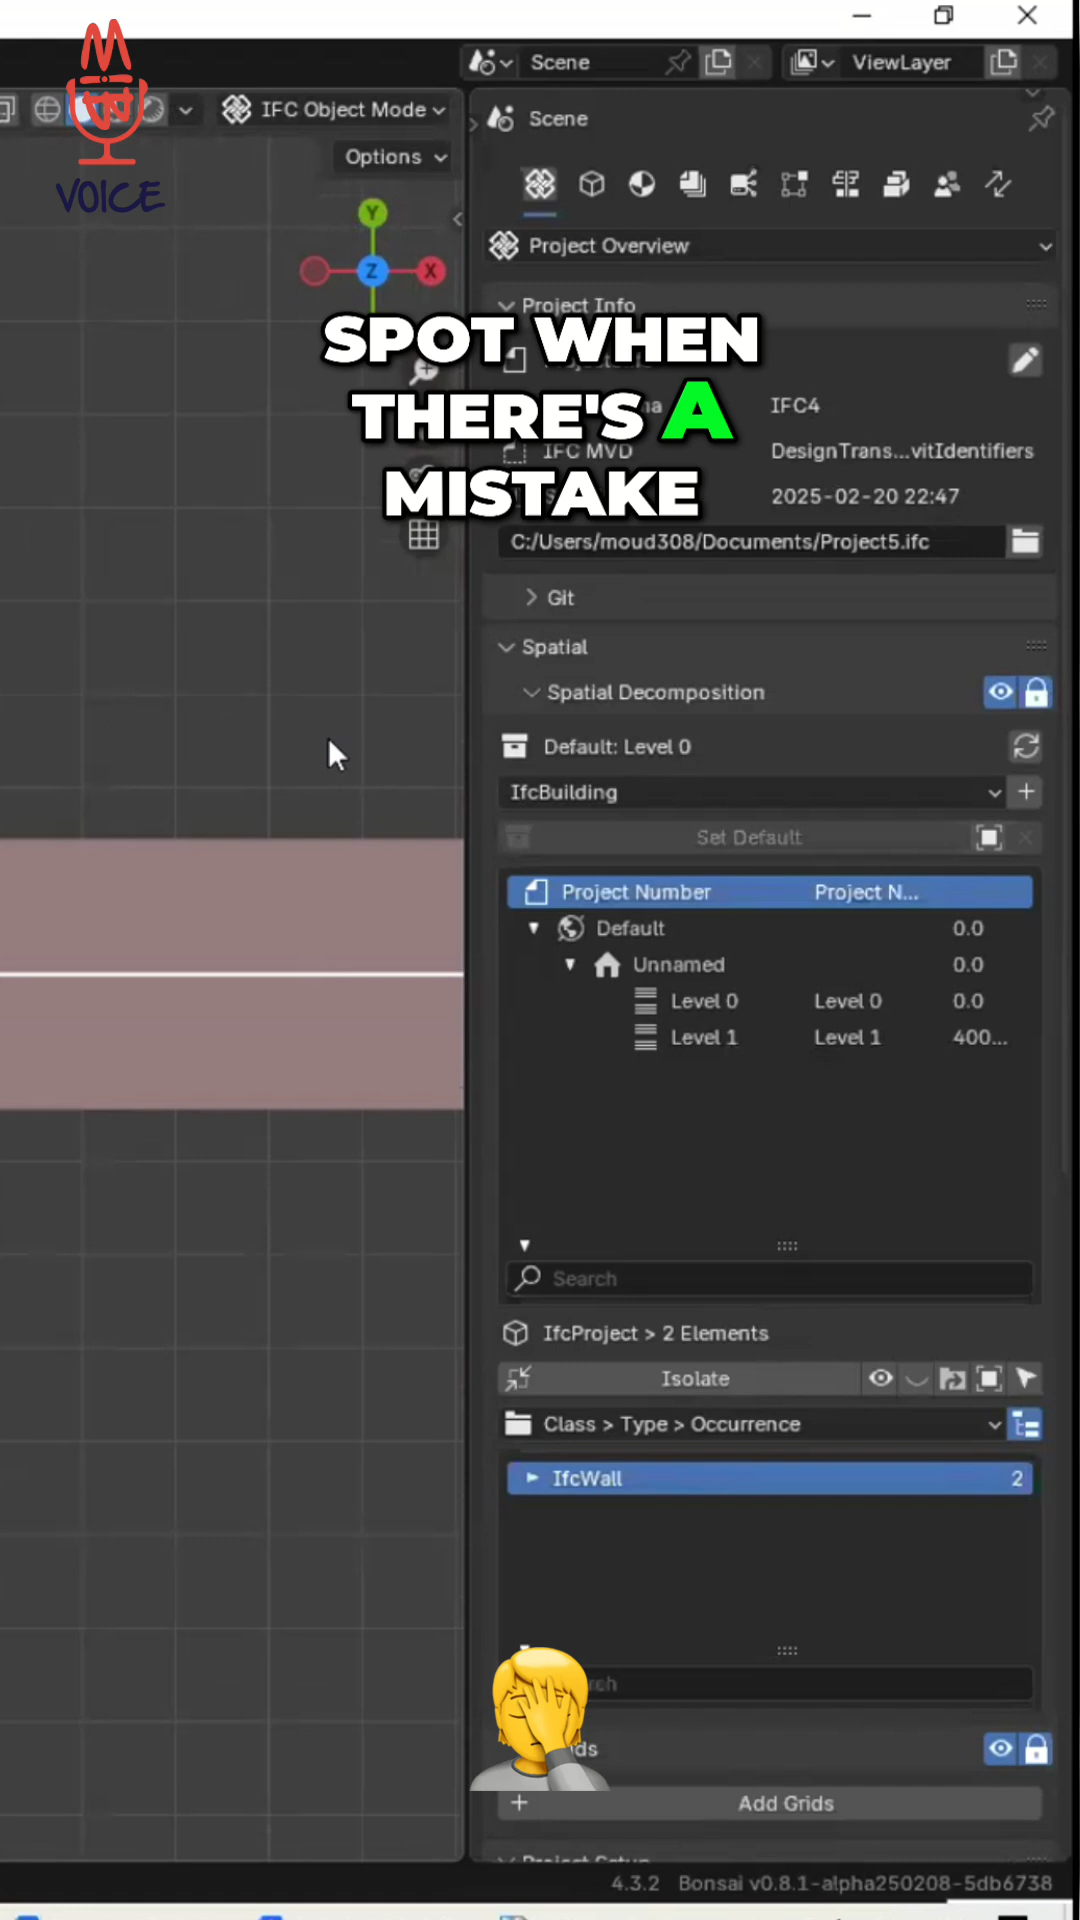 Scene
ViewLayer
VOICE
IFC Object Mode
Options
Y
Z
X
Scene
Project Overview
Project Info
SPOT WHEN
THERE'S A
MISTAKE
IFC4
IFC MVD
DesignTrans...vitIdentifiers
2025-02-20 22:47
C:/Users/moud308/Documents/Project5.ifc
Git
Spatial
Spatial Decomposition
Default: Level 0
IfcBuilding
Set Default
Project Number Project N...
Default 0.0
Unnamed 0.0
Level 0 Level 0 0.0
Level 1 Level 1 400...
Search
IfcProject > 2 Elements
Isolate
Class > Type > Occurrence
IfcWall 2
Add Grids
4.3.2 Bonsai v0.8.1-alpha250208-5db6738